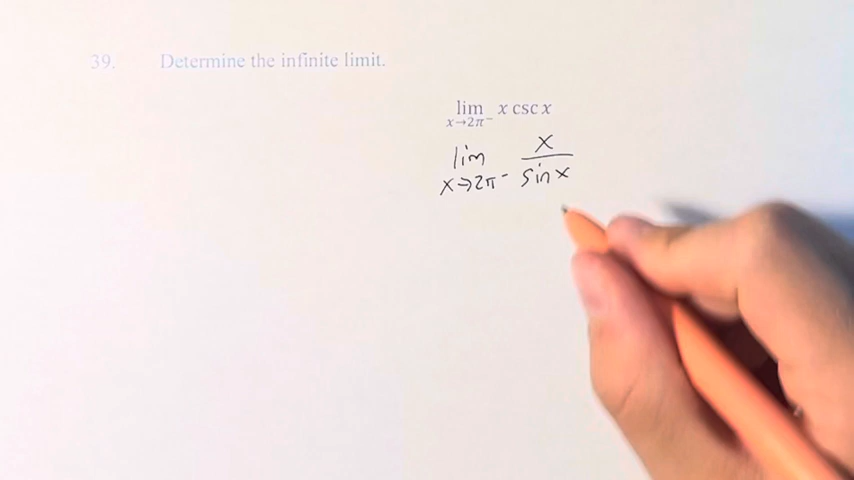 39. Determine the infinite limit.
lim x→2π⁻ x csc x
lim x→2π⁻ x/sin x